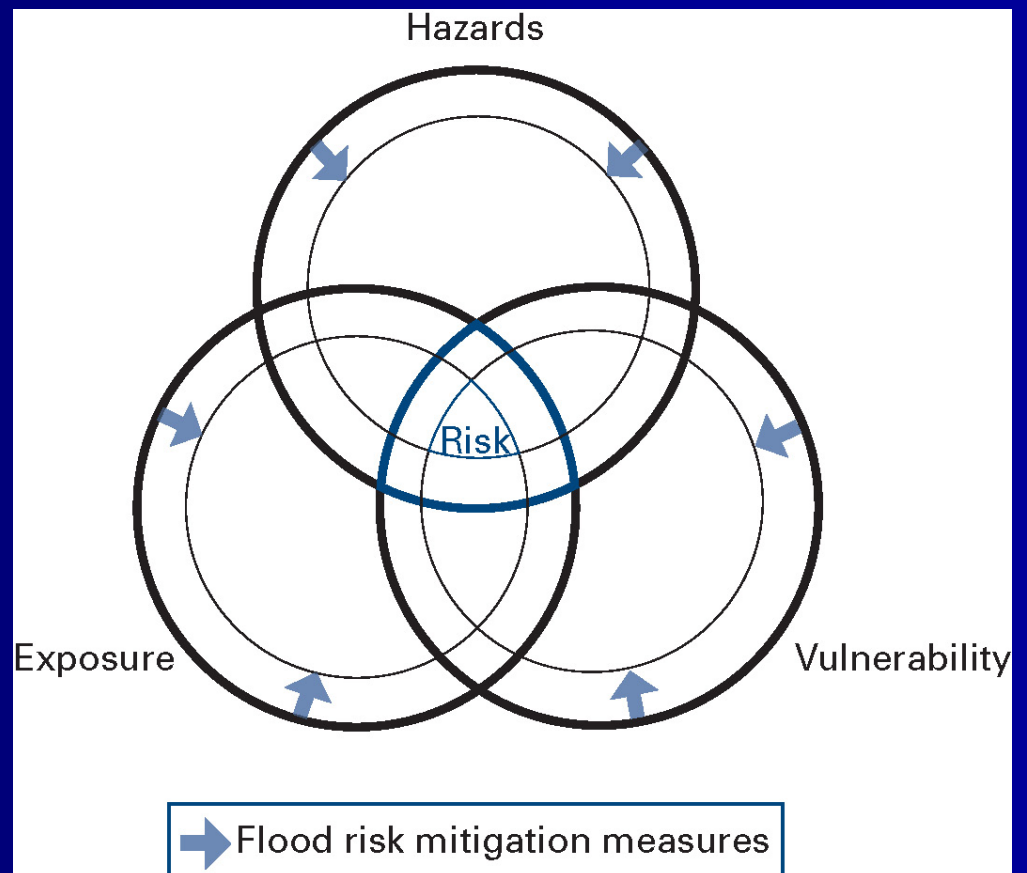 Hazards
Risk
Exposure
Vulnerability
Flood risk mitigation measures